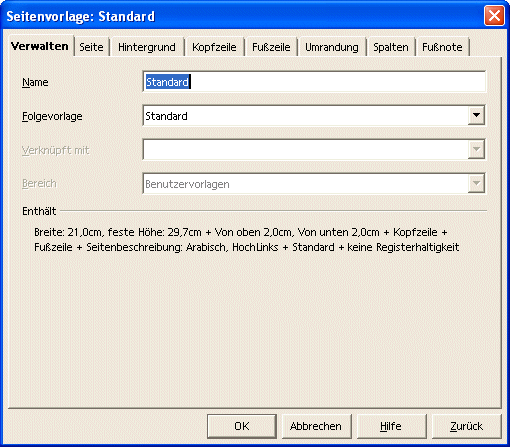 Seitenvorlage: Standard
Verwalten Seite Hintergrund Kopfzeile Fußzeile Umrandung Spalten Fußnote
Name Standard
Folgevorlage Standard
Verknüpft mit
Bereich Benutzervorlagen
Enthält
Breite: 21,0cm, feste Höhe: 29,7cm + Von oben 2,0cm, Von unten 2,0cm + Kopfzeile +
Fußzeile + Seitenbeschreibung: Arabisch, HochLinks + Standard + keine Registerhaltigkeit
OK Abbrechen Hilfe Zurück